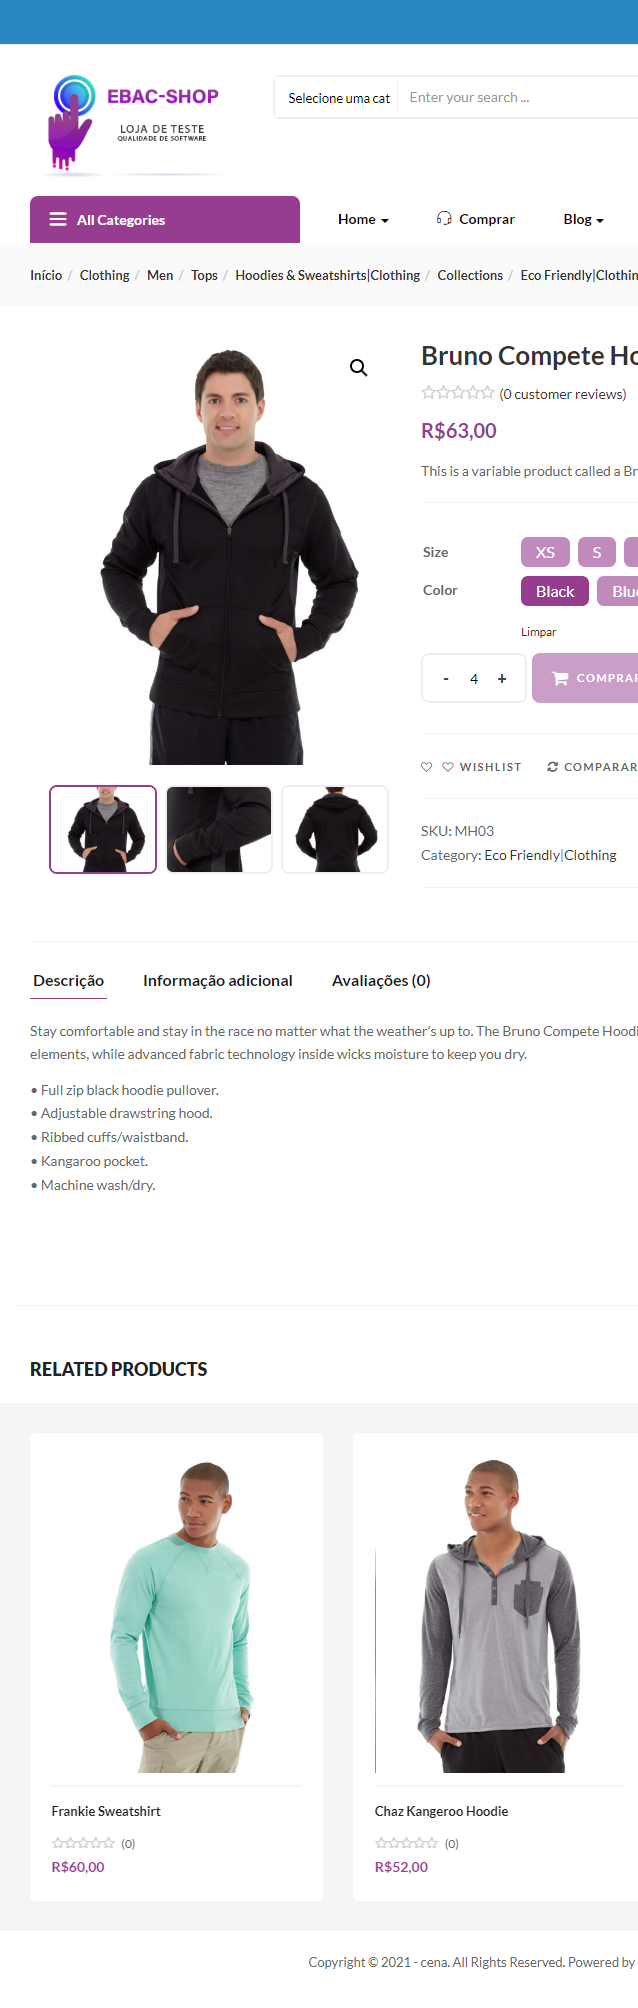 EBAC-SHOP
LOJA DE TESTE
QUALIDADE DE SOFTWARE
Selecione uma cat
Enter your search ...
All Categories
Home
Comprar
Blog
Início / Clothing / Men / Tops / Hoodies & Sweatshirts|Clothing / Collections / Eco Friendly|Clothin
Bruno Compete Ho
(0 customer reviews)
R$63,00
This is a variable product called a Br
Size XS S
Color Black Blu
Limpar
- 4 + COMPRAR
WISHLIST COMPARAR
SKU: MH03
Category: Eco Friendly|Clothing
Descrição Informação adicional Avaliações (0)
Stay comfortable and stay in the race no matter what the weather’s up to. The Bruno Compete Hoodi
elements, while advanced fabric technology inside wicks moisture to keep you dry.
• Full zip black hoodie pullover.
• Adjustable drawstring hood.
• Ribbed cuffs/waistband.
• Kangaroo pocket.
• Machine wash/dry.
RELATED PRODUCTS
Frankie Sweatshirt
(0)
R$60,00
Chaz Kangeroo Hoodie
(0)
R$52,00
Copyright © 2021 - cena. All Rights Reserved. Powered by